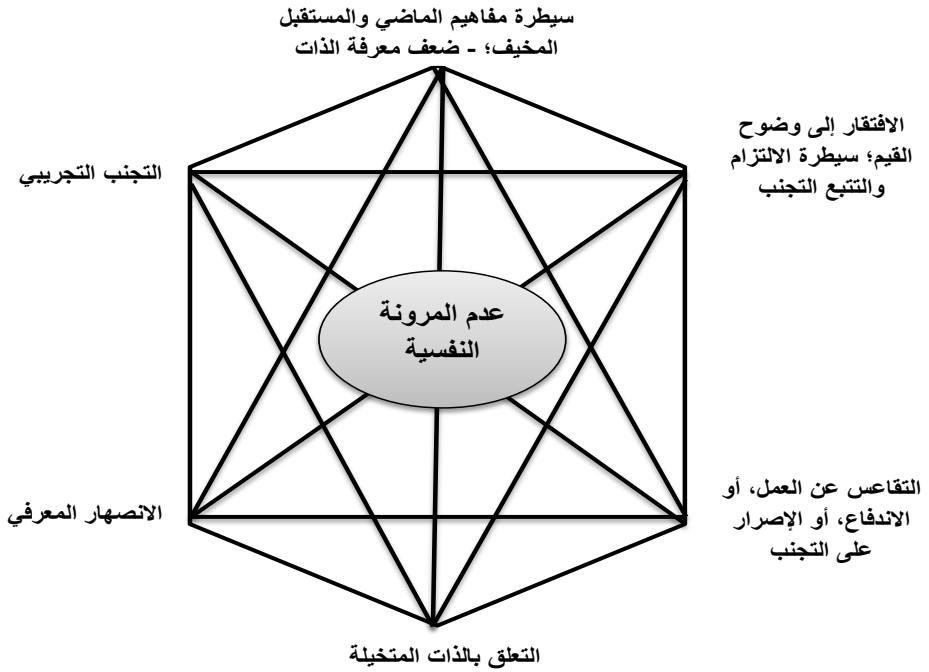 سيطرة مفاهيم الماضي والمستقبل
المخيف؛ - ضعف معرفة الذات
الافتقار إلى وضوح
القيم؛ سيطرة الالتزام
والتتبع التجنب
التجنب التجريبي
عدم المرونة
النفسية
التقاعس عن العمل، أو
الاندفاع، أو الإصرار
على التجنب
الانصهار المعرفي
التعلق بالذات المتخيلة